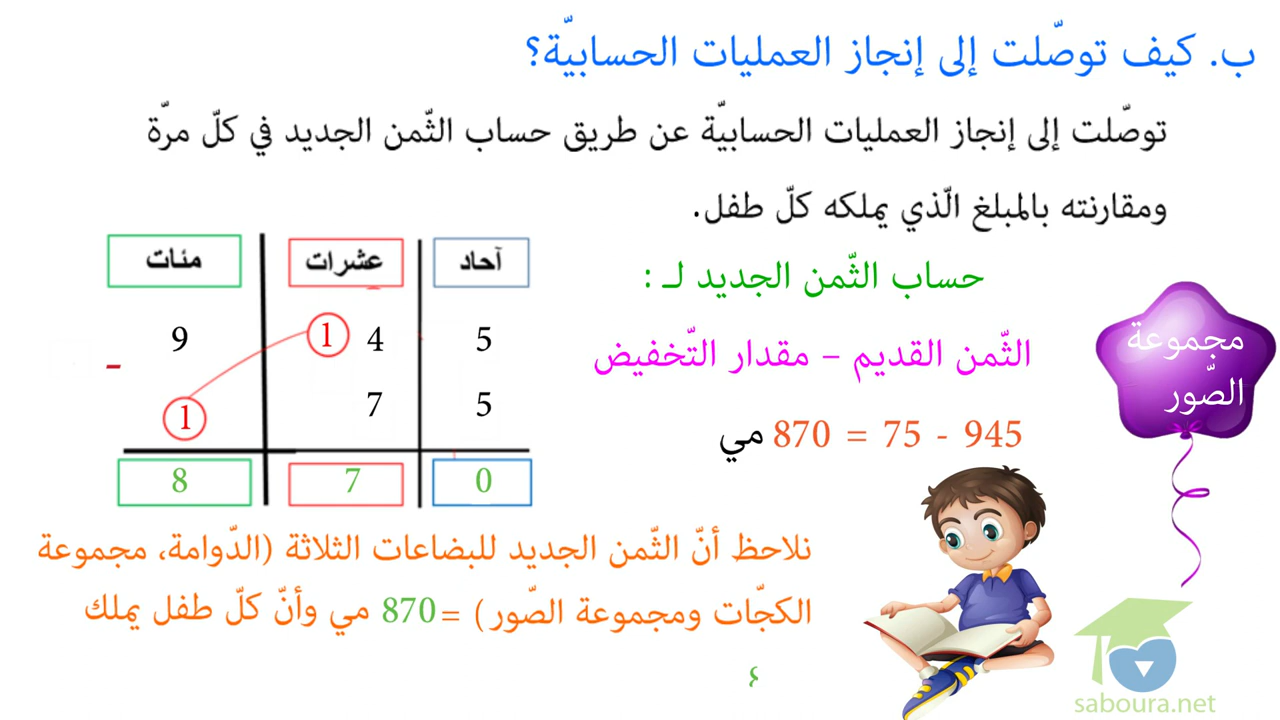 ب. كيف توصّلت إلى إنجاز العمليات الحسابيّة؟
توصّلت إلى إنجاز العمليات الحسابيّة عن طريق حساب الثّمن الجديد في كلّ مرّة
ومقارنته بالمبلغ الّذي يملكه كلّ طفل.
حساب الثّمن الجديد لـ :
مجموعة
الصّور
الثّمن القديم – مقدار التّخفيض
945 - 75 = 870 مي
آحاد عشرات مئات
5 4 1 9
-
5 7 1
0 7 8
نلاحظ أنّ الثّمن الجديد للبضاعات الثلاثة (الدّوامة، مجموعة
الكجّات ومجموعة الصّور) =870 مي وأنّ كلّ طفل يملك
saboura.net